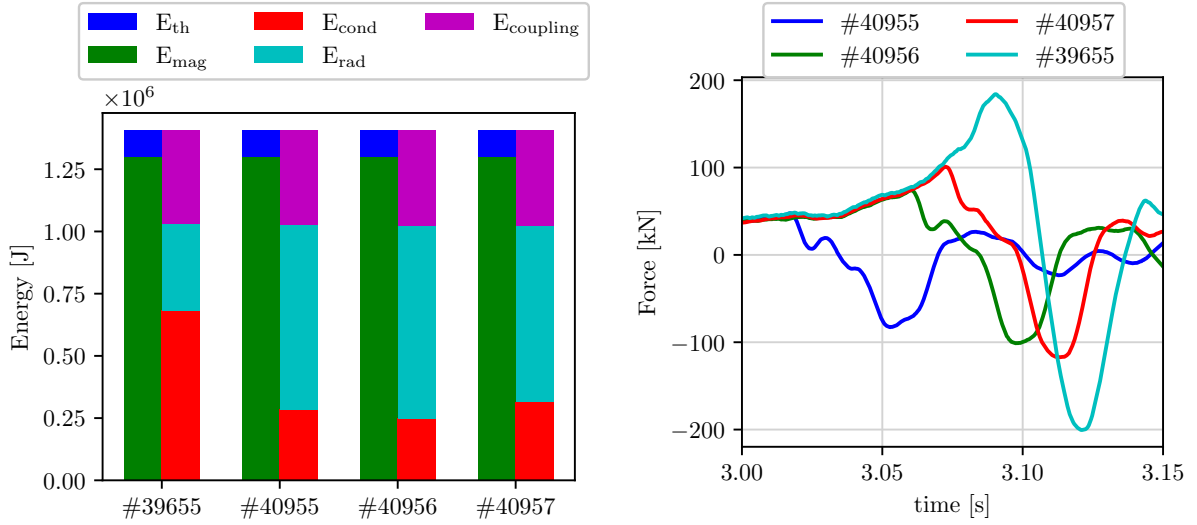 E_th E_cond E_coupling
E_mag E_rad
×10^6
1.25
1.00
0.75
0.50
0.25
0.00
Energy [J]
#39655 #40955 #40956 #40957
#40955 #40957
#40956 #39655
200
100
0
−100
−200
Force [kN]
3.00 3.05 3.10 3.15
time [s]